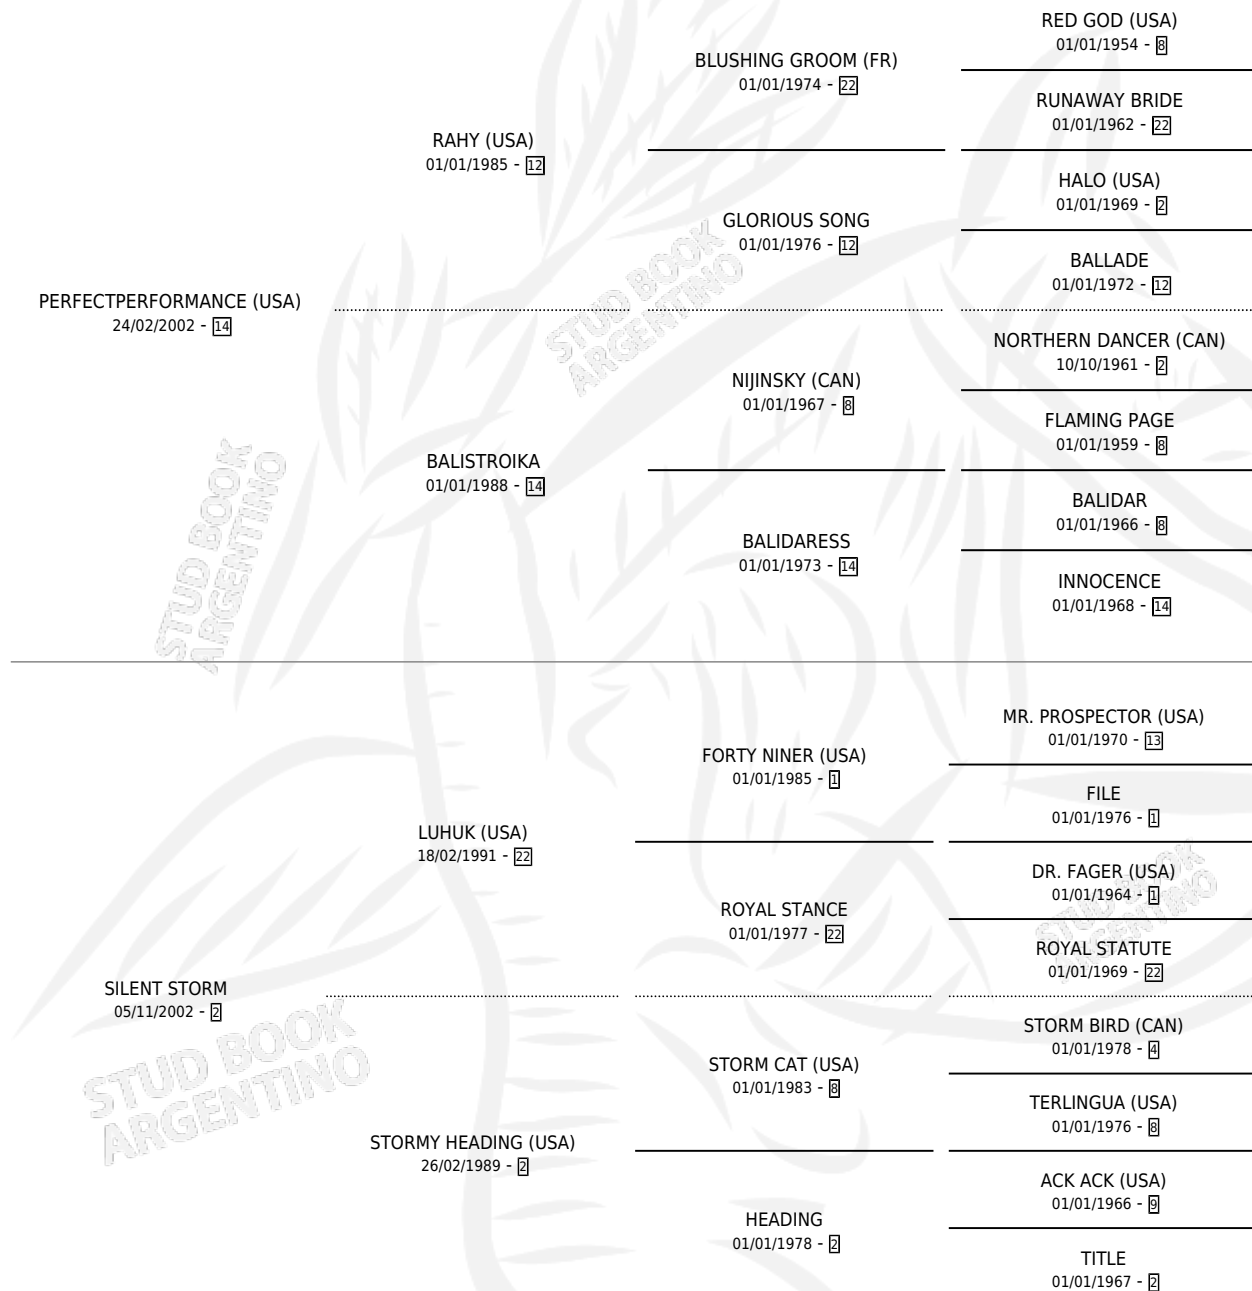 RED GOD (USA)
01/01/1954 - 8
BLUSHING GROOM (FR)
01/01/1974 - 22
RUNAWAY BRIDE
01/01/1962 - 22
RAHY (USA)
01/01/1985 - 12
HALO (USA)
01/01/1969 - 2
GLORIOUS SONG
01/01/1976 - 12
BALLADE
01/01/1972 - 12
PERFECTPERFORMANCE (USA)
24/02/2002 - 14
STUD BOOK
ARGENTINO
NORTHERN DANCER (CAN)
10/10/1961 - 2
NIJINSKY (CAN)
01/01/1967 - 8
FLAMING PAGE
01/01/1959 - 8
BALISTROIKA
01/01/1988 - 14
BALIDAR
01/01/1966 - 8
BALIDARESS
01/01/1973 - 14
INNOCENCE
01/01/1968 - 14
STUD BOOK
ARGENTINO
MR. PROSPECTOR (USA)
01/01/1970 - 13
FORTY NINER (USA)
01/01/1985 - 1
FILE
01/01/1976 - 1
LUHUK (USA)
18/02/1991 - 22
DR. FAGER (USA)
01/01/1964 - 1
ROYAL STANCE
01/01/1977 - 22
ROYAL STATUTE
01/01/1969 - 22
STUD BOOK
ARGENTINO
SILENT STORM
05/11/2002 - 2
STORM BIRD (CAN)
01/01/1978 - 4
STORM CAT (USA)
01/01/1983 - 8
TERLINGUA (USA)
01/01/1976 - 8
STUD BOOK
ARGENTINO
STORMY HEADING (USA)
26/02/1989 - 2
ACK ACK (USA)
01/01/1966 - 9
HEADING
01/01/1978 - 2
TITLE
01/01/1967 - 2